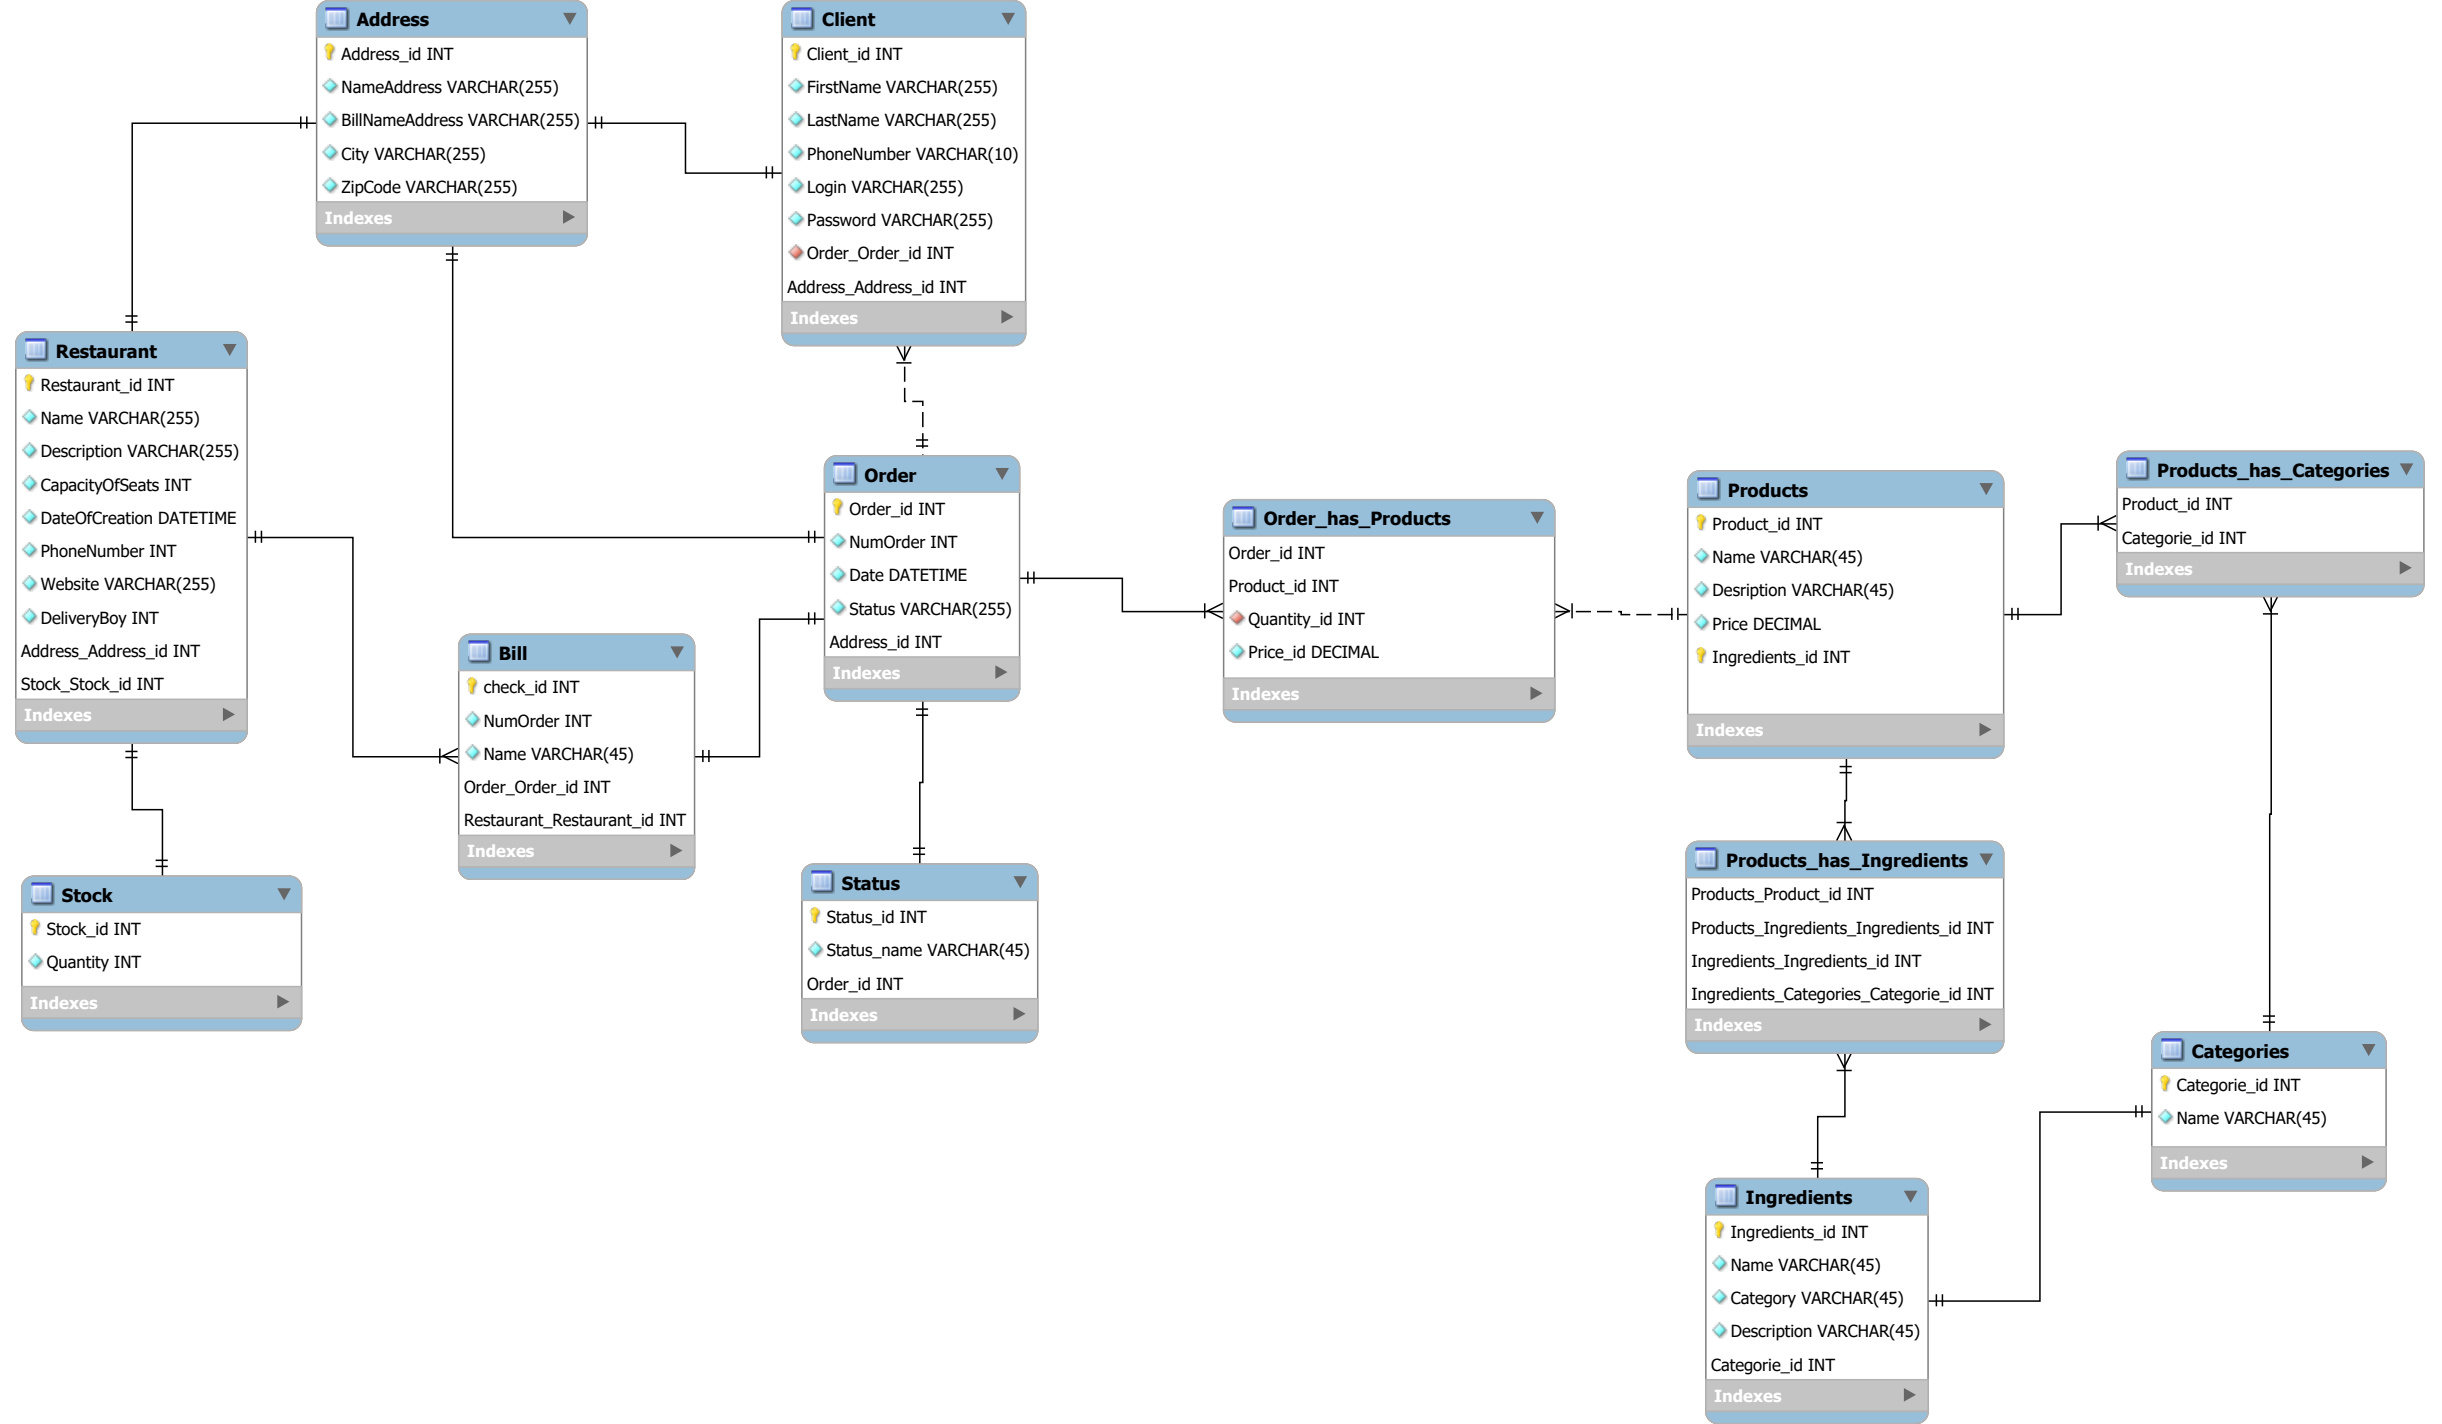 Address
Address_id INT
NameAddress VARCHAR(255)
BillNameAddress VARCHAR(255)
City VARCHAR(255)
ZipCode VARCHAR(255)
Indexes
Client
Client_id INT
FirstName VARCHAR(255)
LastName VARCHAR(255)
PhoneNumber VARCHAR(10)
Login VARCHAR(255)
Password VARCHAR(255)
Order_Order_id INT
Address_Address_id INT
Indexes
Restaurant
Restaurant_id INT
Name VARCHAR(255)
Description VARCHAR(255)
CapacityOfSeats INT
DateOfCreation DATETIME
PhoneNumber INT
Website VARCHAR(255)
DeliveryBoy INT
Address_Address_id INT
Stock_Stock_id INT
Indexes
Order
Order_id INT
NumOrder INT
Date DATETIME
Status VARCHAR(255)
Address_id INT
Indexes
Order_has_Products
Order_id INT
Product_id INT
Quantity_id INT
Price_id DECIMAL
Indexes
Products
Product_id INT
Name VARCHAR(45)
Desription VARCHAR(45)
Price DECIMAL
Ingredients_id INT
Indexes
Products_has_Categories
Product_id INT
Categorie_id INT
Indexes
Bill
check_id INT
NumOrder INT
Name VARCHAR(45)
Order_Order_id INT
Restaurant_Restaurant_id INT
Indexes
Stock
Stock_id INT
Quantity INT
Indexes
Status
Status_id INT
Status_name VARCHAR(45)
Order_id INT
Indexes
Products_has_Ingredients
Products_Product_id INT
Products_Ingredients_Ingredients_id INT
Ingredients_Ingredients_id INT
Ingredients_Categories_Categorie_id INT
Indexes
Categories
Categorie_id INT
Name VARCHAR(45)
Indexes
Ingredients
Ingredients_id INT
Name VARCHAR(45)
Category VARCHAR(45)
Description VARCHAR(45)
Categorie_id INT
Indexes